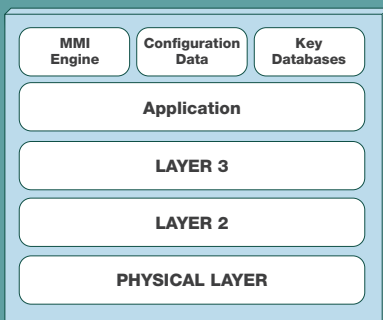 MMI
Engine
Configuration
Data
Key
Databases
Application
LAYER 3
LAYER 2
PHYSICAL LAYER